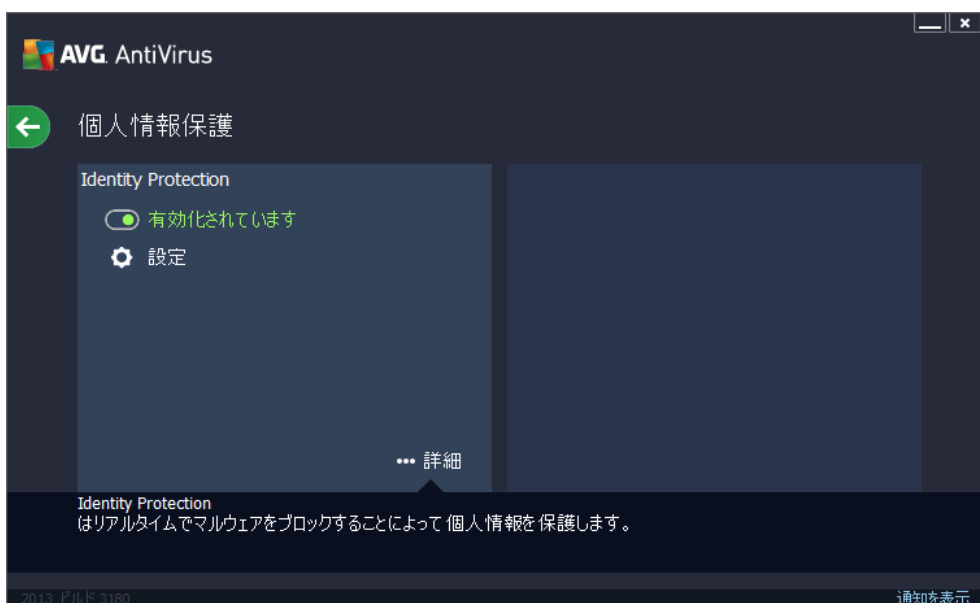 AVG. AntiVirus
個人情報保護
Identity Protection
有効化されています
設定
••• 詳細
Identity Protection
はリアルタイムでマルウェアをブロックすることによって個人情報を保護します。
2013 ビルド 3180
通知を表示